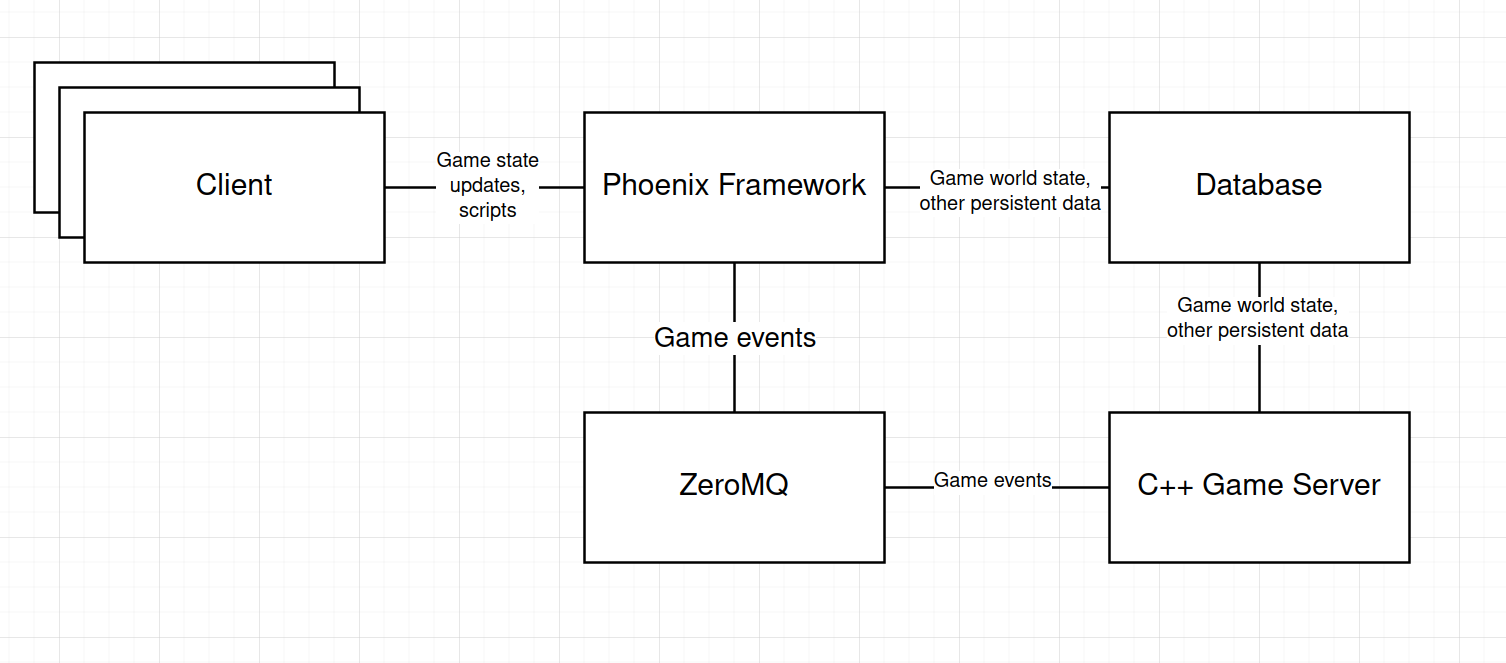 Client
Game state
updates,
scripts
Phoenix Framework
Game world state,
other persistent data
Database
Game events
Game world state,
other persistent data
ZeroMQ
Game events
C++ Game Server